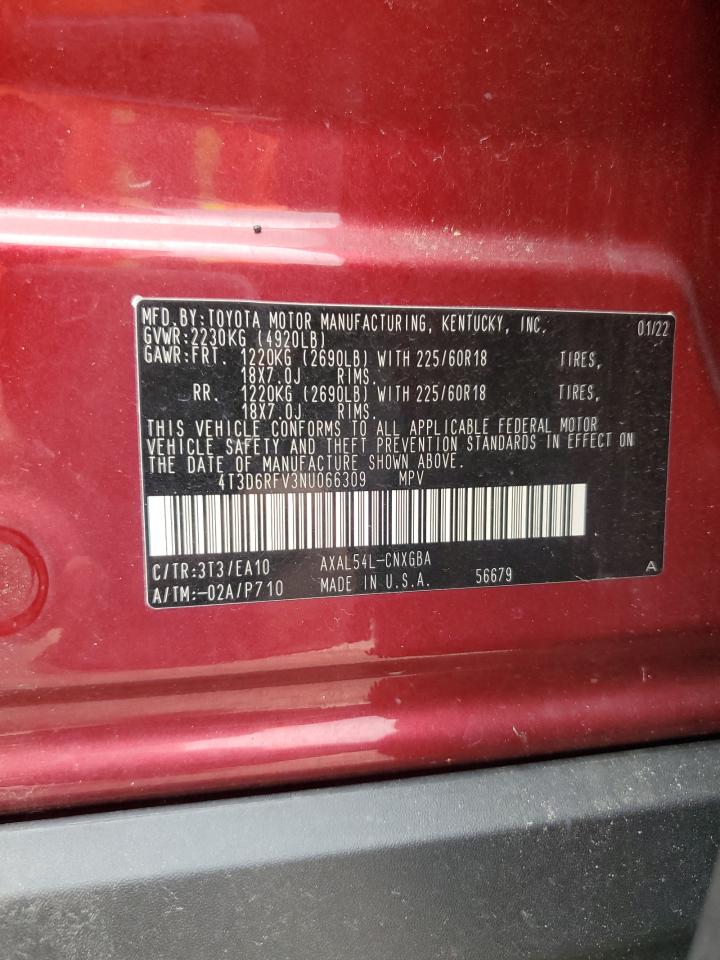 MFD.BY:TOYOTA MOTOR MANUFACTURING, KENTUCKY, INC. 01/22
GVWR:2230KG (4920LB)
GAWR:FRT. 1220KG (2690LB) WITH 225/60R18 TIRES,
18X7.0J RIMS.
RR. 1220KG (2690LB) WITH 225/60R18 TIRES,
18X7.0J RIMS.
THIS VEHICLE CONFORMS TO ALL APPLICABLE FEDERAL MOTOR
VEHICLE SAFETY AND THEFT PREVENTION STANDARDS IN EFFECT ON
THE DATE OF MANUFACTURE SHOWN ABOVE.
4T3D6RFV3NU066309 MPV
C/TR:3T3/EA10 AXAL54L-CNXGBA A
A/TM:-02A/P710 MADE IN U.S.A. 56679